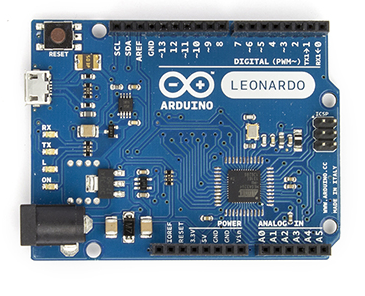 RESET
SCL
SDA
AREF
GND
~13
12
~11
~10
~9
8
7
~6
~5
4
~3
2
TX→1
RX←0
DIGITAL (PWM~)
ARDUINO
LEONARDO
ICSP
RX
TX
L
ON
WWW.ARDUINO.CC
MADE IN ITALY
POWER
ANALOG IN
IOREF
RESET
3.3V
5V
GND
GND
Vin
A0
A1
A2
A3
A4
A5